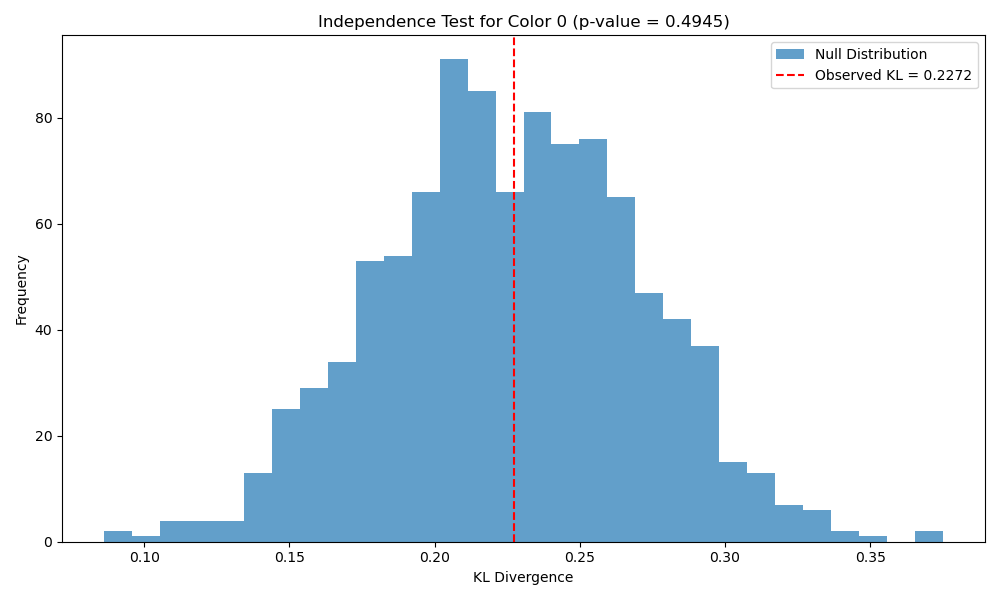 Independence Test for Color 0 (p-value = 0.4945)
Null Distribution
Observed KL = 0.2272
Frequency
80
60
40
20
0
0.10 0.15 0.20 0.25 0.30 0.35
KL Divergence